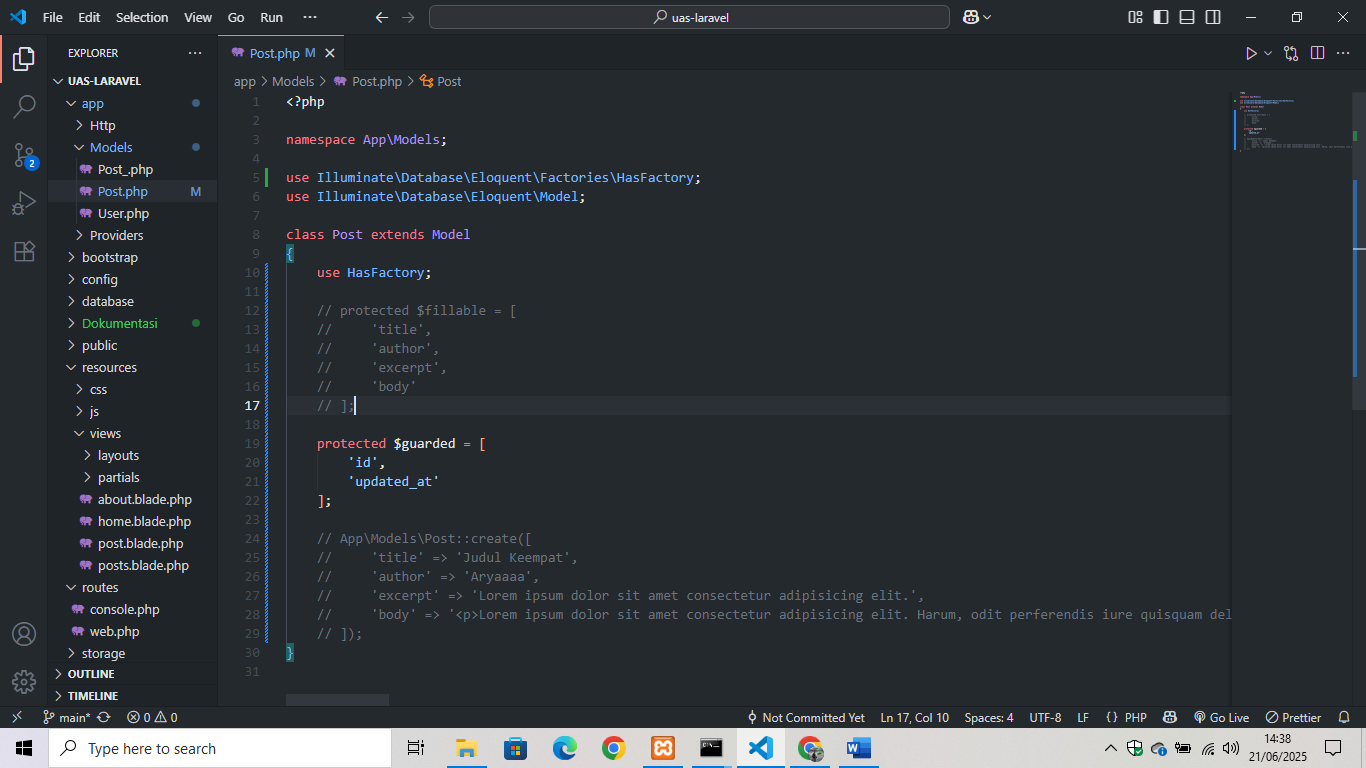 File Edit Selection View Go Run ···
uas-laravel
EXPLORER ···
UAS-LARAVEL
app
Http
Models
Post_.php
Post.php M
User.php
Providers
bootstrap
config
database
Dokumentasi
public
resources
css
js
views
layouts
partials
about.blade.php
home.blade.php
post.blade.php
posts.blade.php
routes
console.php
web.php
storage
OUTLINE
TIMELINE
2
Post.php M
app > Models > Post.php > Post
1 <?php
2
3 namespace App\Models;
4
5 use Illuminate\Database\Eloquent\Factories\HasFactory;
6 use Illuminate\Database\Eloquent\Model;
7
8 class Post extends Model
9 {
10     use HasFactory;
11
12     // protected $fillable = [
13     //     'title',
14     //     'author',
15     //     'excerpt',
16     //     'body'
17     // ];
18
19     protected $guarded = [
20         'id',
21         'updated_at'
22     ];
23
24     // App\Models\Post::create([
25     //     'title' => 'Judul Keempat',
26     //     'author' => 'Aryaaaa',
27     //     'excerpt' => 'Lorem ipsum dolor sit amet consectetur adipisicing elit.',
28     //     'body' => '<p>Lorem ipsum dolor sit amet consectetur adipisicing elit. Harum, odit perferendis iure quisquam del
29     // ]);
30 }
31
main* 0 0 Not Committed Yet Ln 17, Col 10 Spaces: 4 UTF-8 LF {} PHP Go Live Prettier
Type here to search
14:38
21/06/2025